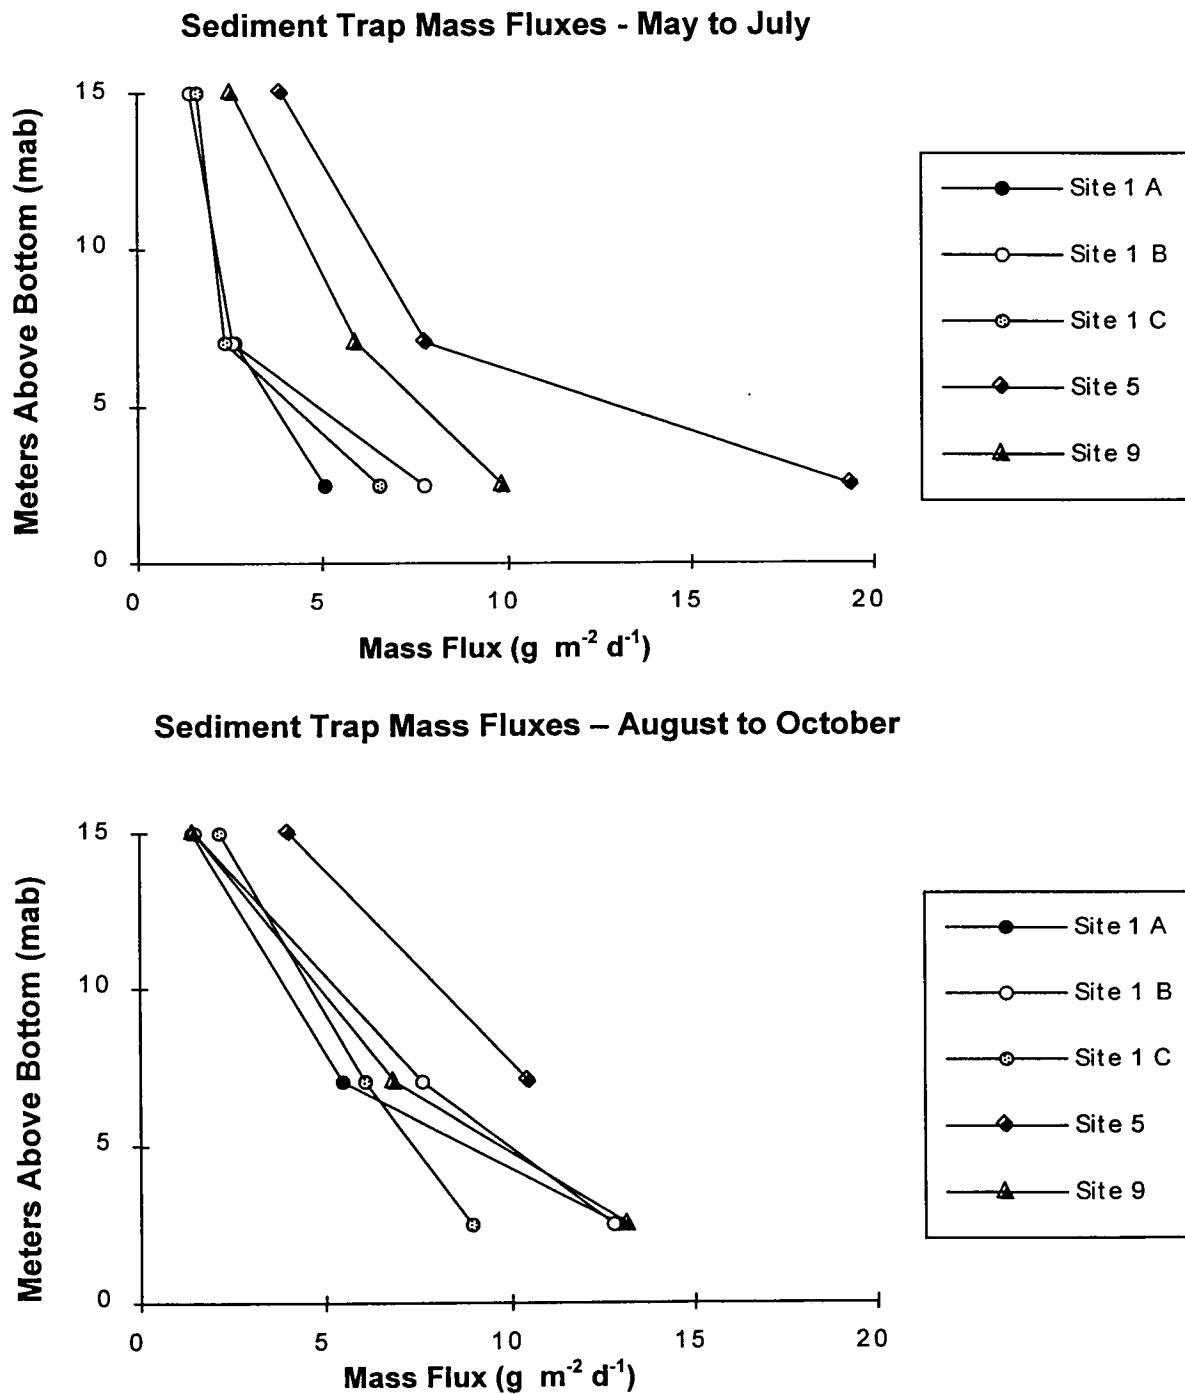 Sediment Trap Mass Fluxes - May to July
15
10
5
0
Meters Above Bottom (mab)
0 5 10 15 20
Mass Flux (g m⁻² d⁻¹)
Site 1 A
Site 1 B
Site 1 C
Site 5
Site 9
Sediment Trap Mass Fluxes – August to October
15
10
5
0
Meters Above Bottom (mab)
0 5 10 15 20
Mass Flux (g m⁻² d⁻¹)
Site 1 A
Site 1 B
Site 1 C
Site 5
Site 9